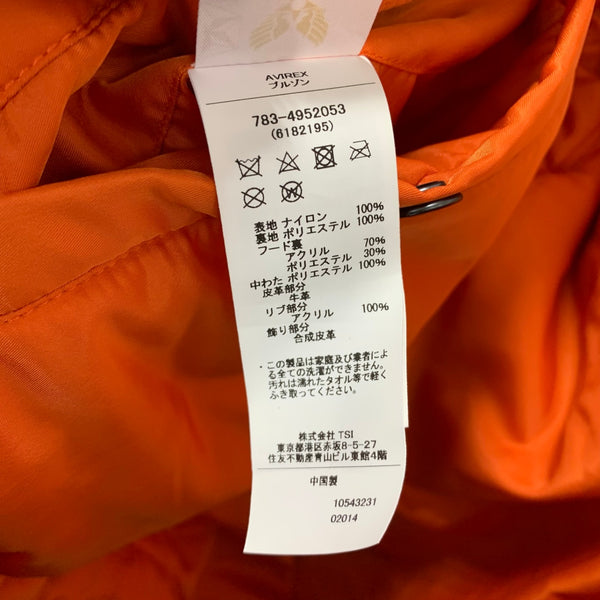 AVIREX
ブルゾン
783-4952053
(6182195)
表地 ナイロン 100%
裏地 ポリエステル 100%
フード裏
アクリル 70%
ポリエステル 30%
中わた ポリエステル 100%
皮革部分
牛革
リブ部分
アクリル 100%
飾り部分
合成皮革
・この製品は家庭及び業者によ
る全ての洗濯ができません。
汚れは濡れたタオル等で軽く
ふき取ってください。
株式会社 TSI
東京都港区赤坂8-5-27
住友不動産青山ビル東館4階
中国製
10543231
02014